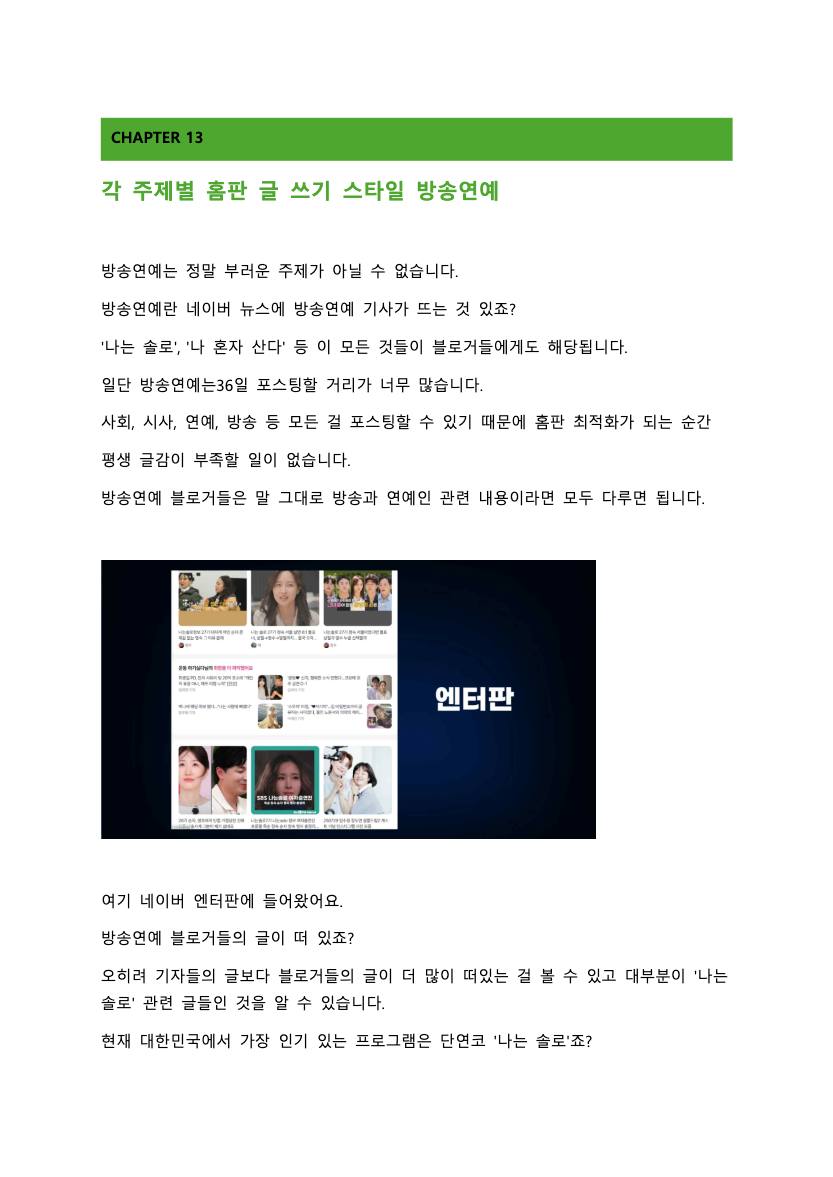 CHAPTER 13
각 주제별 홈판 글 쓰기 스타일 방송연예
방송연예는 정말 부러운 주제가 아닐 수 없습니다.
방송연예란 네이버 뉴스에 방송연예 기사가 뜨는 것 있죠?
'나는 솔로', '나 혼자 산다' 등 이 모든 것들이 블로거들에게도 해당됩니다.
일단 방송연예는36일 포스팅할 거리가 너무 많습니다.
사회, 시사, 연예, 방송 등 모든 걸 포스팅할 수 있기 때문에 홈판 최적화가 되는 순간
평생 글감이 부족할 일이 없습니다.
방송연예 블로거들은 말 그대로 방송과 연예인 관련 내용이라면 모두 다루면 됩니다.
엔터판
SBS 나는솔로 여자출연진
여기 네이버 엔터판에 들어왔어요.
방송연예 블로거들의 글이 떠 있죠?
오히려 기자들의 글보다 블로거들의 글이 더 많이 떠있는 걸 볼 수 있고 대부분이 '나는
솔로' 관련 글들인 것을 알 수 있습니다.
현재 대한민국에서 가장 인기 있는 프로그램은 단연코 '나는 솔로'죠?